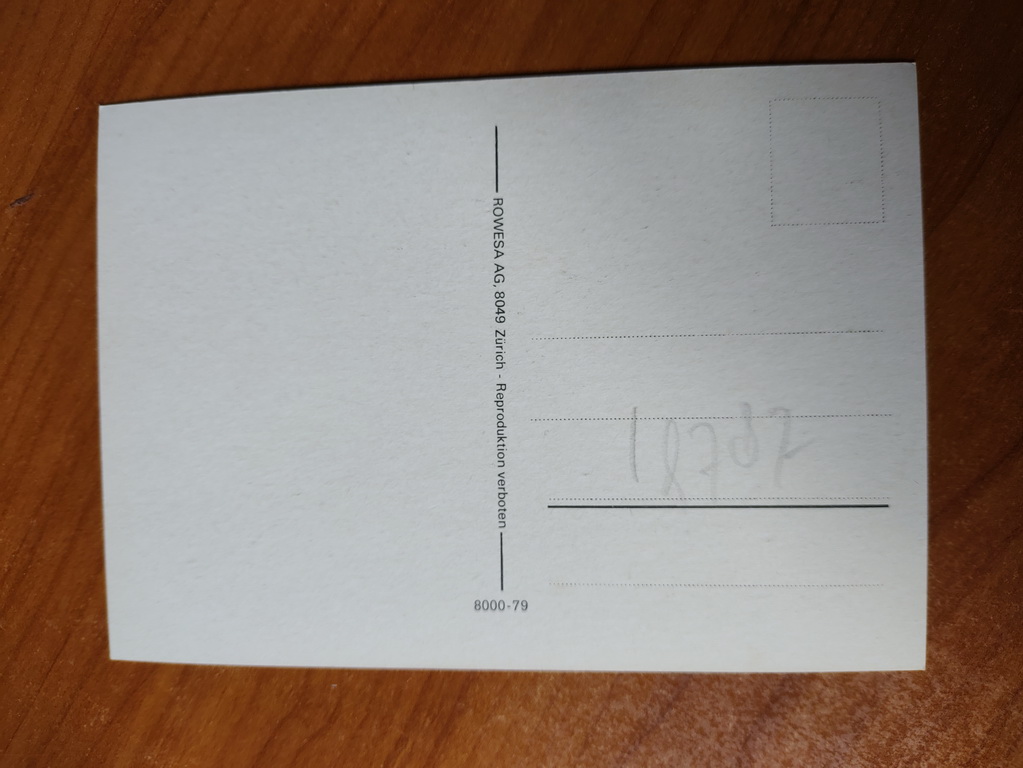 ROWESA AG, 8049 Zürich - Reproduktion verboten
8000-79